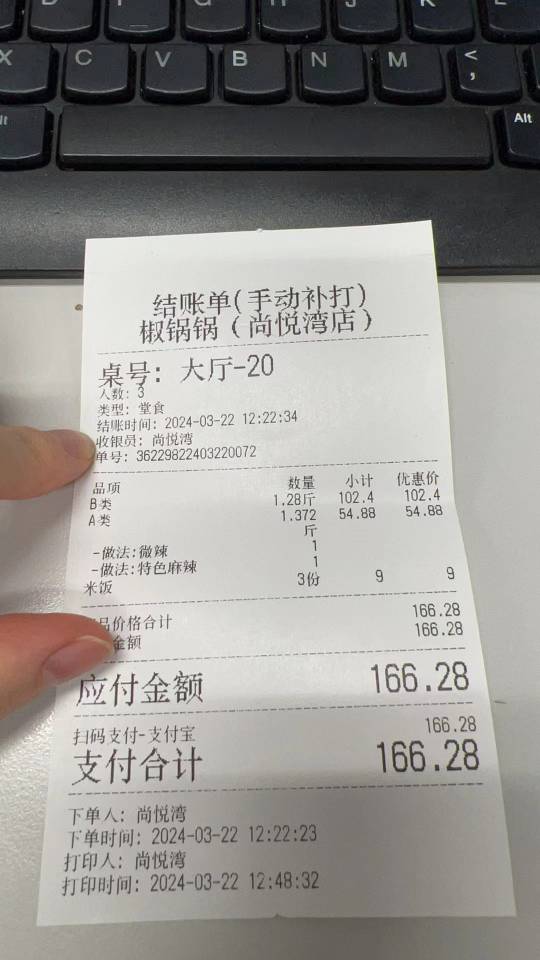 X C V B N M < ,
Alt
结账单(手动补打)
椒锅锅(尚悦湾店)
桌号: 大厅-20
人数: 3
类型: 堂食
结账时间: 2024-03-22 12:22:34
收银员: 尚悦湾
单号: 36229822403220072
品项 数量 小计 优惠价
B类 1.28斤 102.4 102.4
A类 1.372 54.88 54.88
斤
-做法:微辣 1
-做法:特色麻辣 1
米饭 3份 9 9
品价格合计 166.28
金额 166.28
应付金额 166.28
扫码支付-支付宝 166.28
支付合计 166.28
下单人: 尚悦湾
下单时间: 2024-03-22 12:22:23
打印人: 尚悦湾
打印时间: 2024-03-22 12:48:32